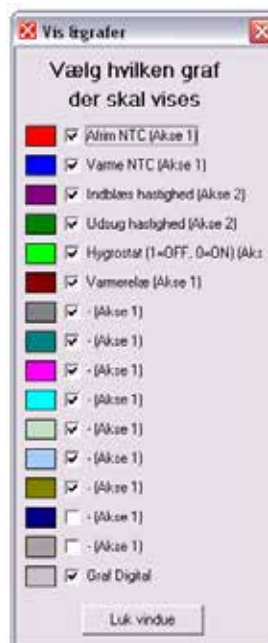 Vis grafer
Vælg hvilken graf
der skal vises
Afrim NTC (Akse 1)
Varme NTC (Akse 1)
Indblæs hastighed (Akse 2)
Udsug hastighed (Akse 2)
Hygrostat (1=OFF, 0=ON) (Aks
Varmerelæ (Akse 1)
- (Akse 1)
- (Akse 1)
- (Akse 1)
- (Akse 1)
- (Akse 1)
- (Akse 1)
- (Akse 1)
- (Akse 1)
- (Akse 1)
Graf Digital
Luk vindue